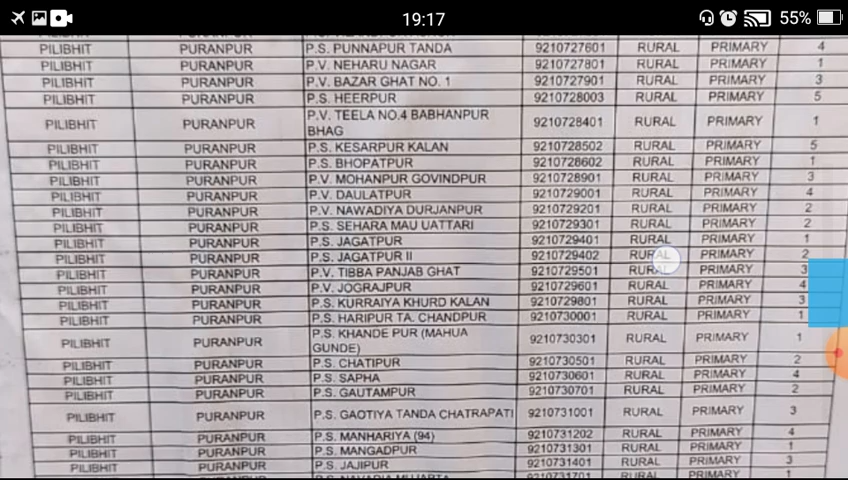 19:17 55%
PILIBHIT PURANPUR P.S. PUNNAPUR TANDA 9210727601 RURAL PRIMARY 4
PILIBHIT PURANPUR P.V. NEHARU NAGAR 9210727801 RURAL PRIMARY 1
PILIBHIT PURANPUR P.V. BAZAR GHAT NO. 1 9210727901 RURAL PRIMARY 3
PILIBHIT PURANPUR P.S. HEERPUR 9210728003 RURAL PRIMARY 5
PILIBHIT PURANPUR P.V. TEELA NO.4 BABHANPUR BHAG 9210728401 RURAL PRIMARY 1
PILIBHIT PURANPUR P.S. KESARPUR KALAN 9210728502 RURAL PRIMARY 5
PILIBHIT PURANPUR P.S. BHOPATPUR 9210728602 RURAL PRIMARY 1
PILIBHIT PURANPUR P.V. MOHANPUR GOVINDPUR 9210728901 RURAL PRIMARY 3
PILIBHIT PURANPUR P.V. DAULATPUR 9210729001 RURAL PRIMARY 4
PILIBHIT PURANPUR P.V. NAWADIYA DURJANPUR 9210729201 RURAL PRIMARY 2
PILIBHIT PURANPUR P.S. SEHARA MAU UATTARI 9210729301 RURAL PRIMARY 2
PILIBHIT PURANPUR P.S. JAGATPUR 9210729401 RURAL PRIMARY 1
PILIBHIT PURANPUR P.S. JAGATPUR II 9210729402 RURAL PRIMARY 2
PILIBHIT PURANPUR P.V. TIBBA PANJAB GHAT 9210729501 RURAL PRIMARY 3
PILIBHIT PURANPUR P.V. JOGRAJPUR 9210729601 RURAL PRIMARY 4
PILIBHIT PURANPUR P.S. KURRAIYA KHURD KALAN 9210729801 RURAL PRIMARY 3
PILIBHIT PURANPUR P.S. HARIPUR TA. CHANDPUR 9210730001 RURAL PRIMARY 1
PILIBHIT PURANPUR P.S. KHANDE PUR (MAHUA GUNDE) 9210730301 RURAL PRIMARY 1
PILIBHIT PURANPUR P.S. CHATIPUR 9210730501 RURAL PRIMARY 2
PILIBHIT PURANPUR P.S. SAPHA 9210730601 RURAL PRIMARY 4
PILIBHIT PURANPUR P.S. GAUTAMPUR 9210730701 RURAL PRIMARY 2
PILIBHIT PURANPUR P.S. GAOTIYA TANDA CHATRAPATI 9210731001 RURAL PRIMARY 3
PILIBHIT PURANPUR P.S. MANHARIYA (94) 9210731202 RURAL PRIMARY 4
PILIBHIT PURANPUR P.S. MANGADPUR 9210731301 RURAL PRIMARY 1
PILIBHIT PURANPUR P.S. JAJIPUR 9210731401 RURAL PRIMARY 3